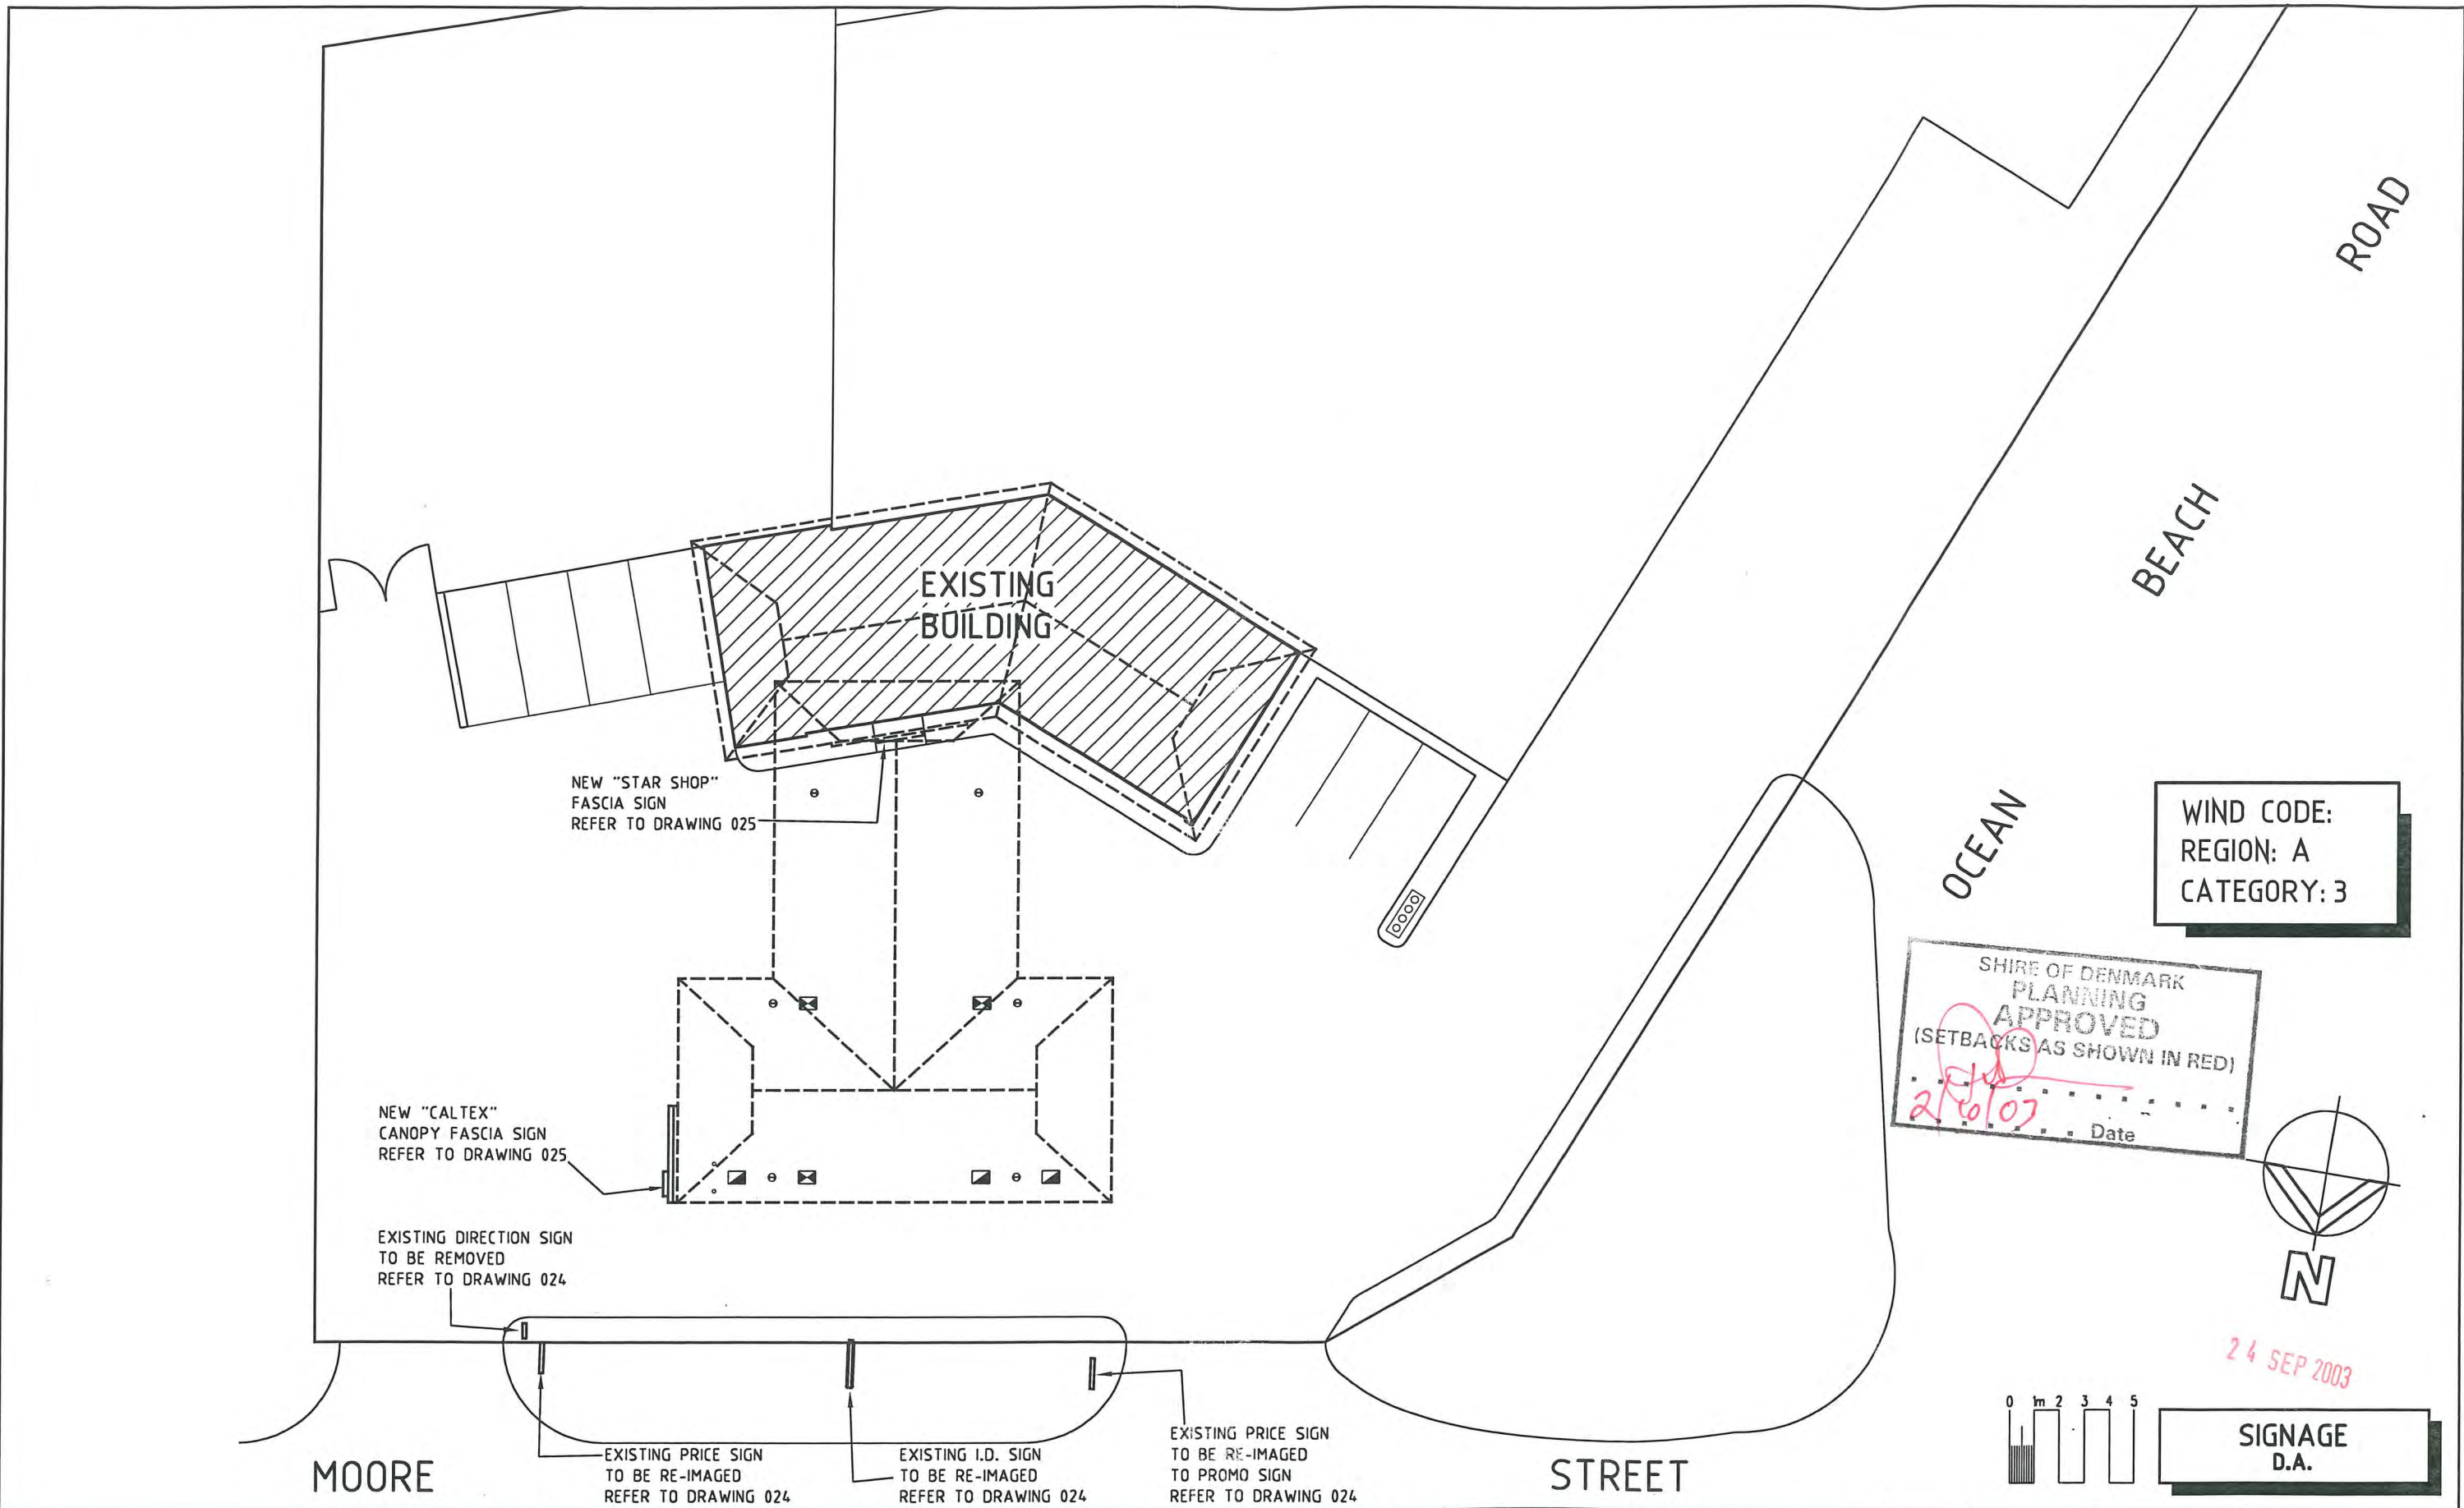 ROAD
BEACH
OCEAN
EXISTING
BUILDING
NEW "STAR SHOP"
FASCIA SIGN
REFER TO DRAWING 025
WIND CODE:
REGION: A
CATEGORY: 3
SHIRE OF DENMARK
PLANNING
APPROVED
(SETBACKS AS SHOWN IN RED)
Date
NEW "CALTEX"
CANOPY FASCIA SIGN
REFER TO DRAWING 025
EXISTING DIRECTION SIGN
TO BE REMOVED
REFER TO DRAWING 024
N
24 SEP 2003
0 1m 2 3 4 5
SIGNAGE
D.A.
EXISTING PRICE SIGN
TO BE RE-IMAGED
REFER TO DRAWING 024
EXISTING I.D. SIGN
TO BE RE-IMAGED
REFER TO DRAWING 024
EXISTING PRICE SIGN
TO BE RE-IMAGED
TO PROMO SIGN
REFER TO DRAWING 024
MOORE
STREET